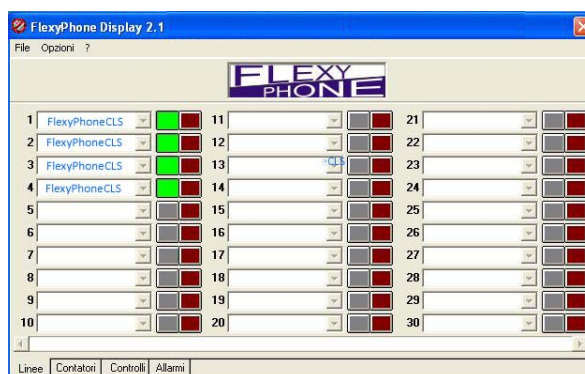 FlexyPhone Display 2.1
File Opzioni ?
FLEXY
PHONE
1 FlexyPhoneCLS 11 21
2 FlexyPhoneCLS 12 22
3 FlexyPhoneCLS 13 -CLS 23
4 FlexyPhoneCLS 14 24
5 15 25
6 16 26
7 17 27
8 18 28
9 19 29
10 20 30
Linee Contatori Controlli Allarmi